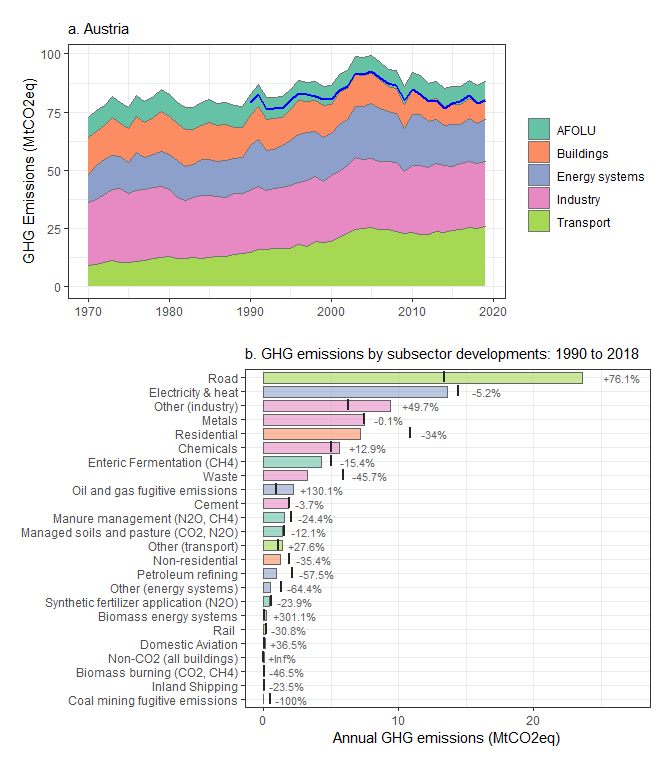 a. Austria
GHG Emissions (MtCO2eq)
100
75
50
25
0
1970
1980
1990
2000
2010
2020
AFOLU
Buildings
Energy systems
Industry
Transport
b. GHG emissions by subsector developments: 1990 to 2018
Road +76.1%
Electricity & heat -5.2%
Other (industry) +49.7%
Metals -0.1%
Residential -34%
Chemicals +12.9%
Enteric Fermentation (CH4) -15.4%
Waste -45.7%
Oil and gas fugitive emissions +130.1%
Cement -3.7%
Manure management (N2O, CH4) -24.4%
Managed soils and pasture (CO2, N2O) -12.1%
Other (transport) +27.6%
Non-residential -35.4%
Petroleum refining -57.5%
Other (energy systems) -64.4%
Synthetic fertilizer application (N2O) -23.9%
Biomass energy systems +301.1%
Rail -30.8%
Domestic Aviation +36.5%
Non-CO2 (all buildings) +Inf%
Biomass burning (CO2, CH4) -46.5%
Inland Shipping -23.5%
Coal mining fugitive emissions -100%
0
10
20
Annual GHG emissions (MtCO2eq)